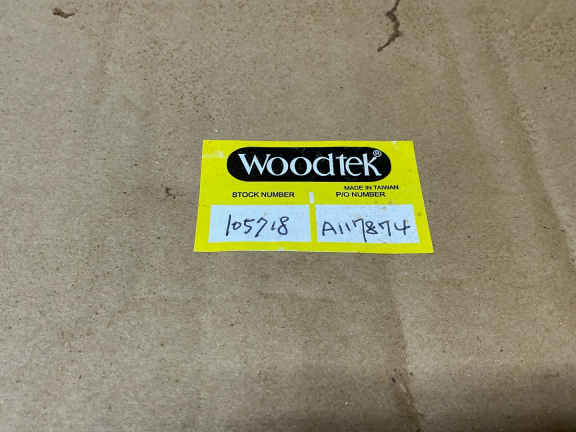 Woodtek®
MADE IN TAIWAN
STOCK NUMBER P/O NUMBER
105718 A117874